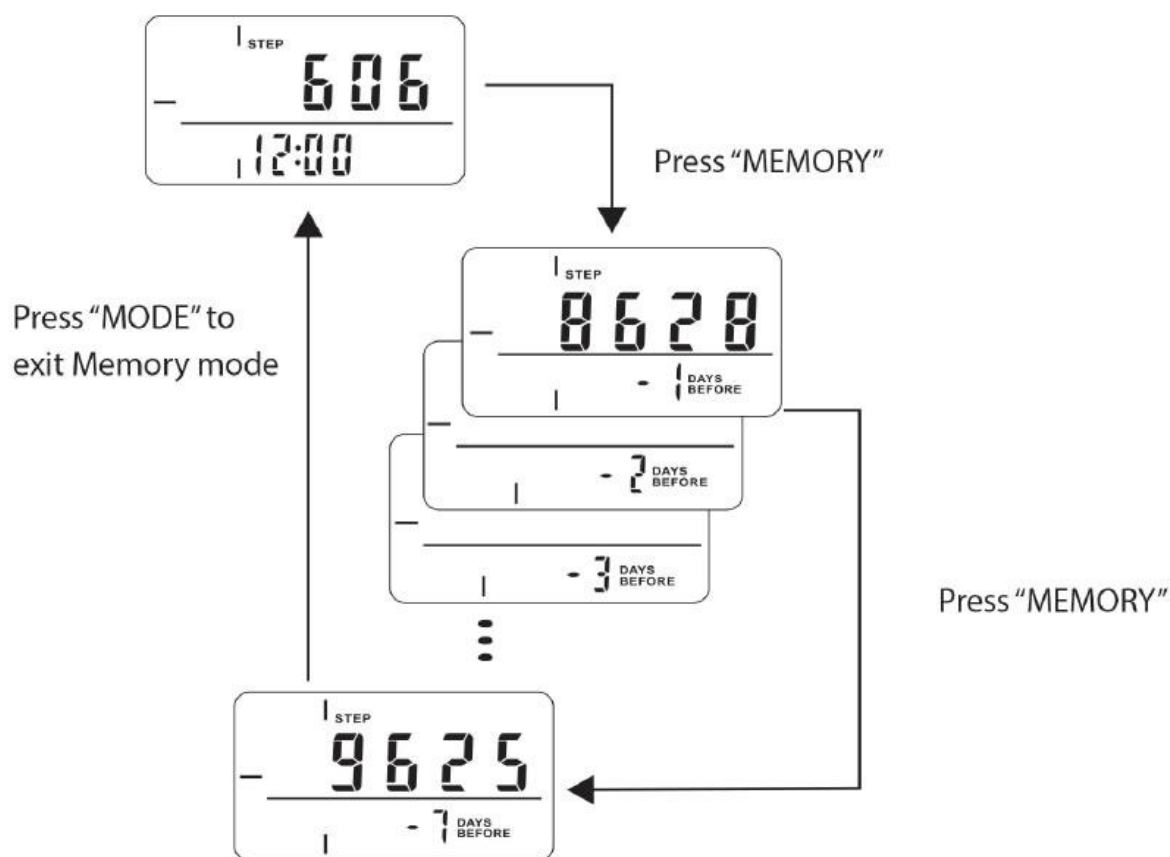 STEP
606
12:00
Press “MEMORY”
STEP
8628
- 1 DAYS BEFORE
Press “MODE” to
exit Memory mode
- 2 DAYS BEFORE
- 3 DAYS BEFORE
Press “MEMORY”
STEP
9625
- 7 DAYS BEFORE